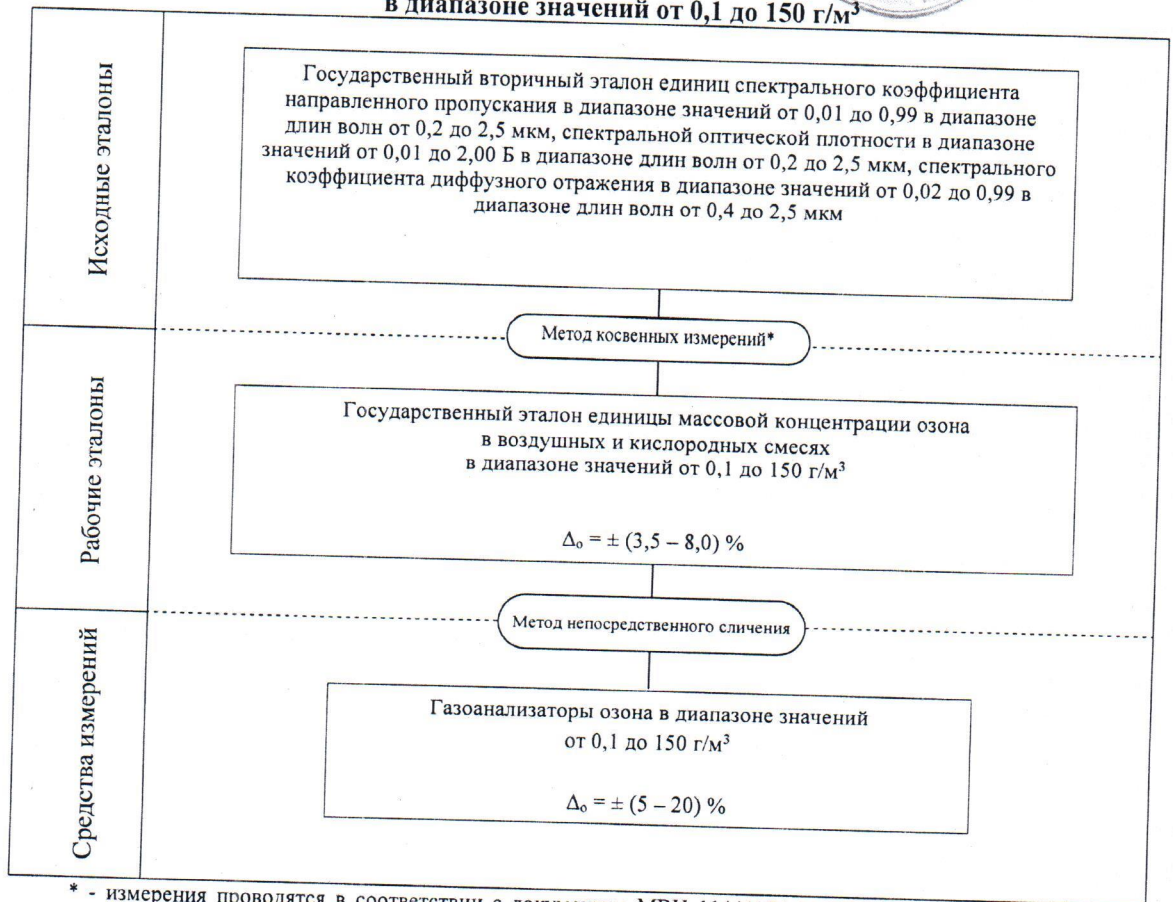 в диапазоне значений от 0,1 до 150 г/м³
Исходные эталоны
Государственный вторичный эталон единиц спектрального коэффициента
направленного пропускания в диапазоне значений от 0,01 до 0,99 в диапазоне
длин волн от 0,2 до 2,5 мкм, спектральной оптической плотности в диапазоне
значений от 0,01 до 2,00 Б в диапазоне длин волн от 0,2 до 2,5 мкм, спектрального
коэффициента диффузного отражения в диапазоне значений от 0,02 до 0,99 в
диапазоне длин волн от 0,4 до 2,5 мкм
Метод косвенных измерений*
Рабочие эталоны
Государственный эталон единицы массовой концентрации озона
в воздушных и кислородных смесях
в диапазоне значений от 0,1 до 150 г/м³
Δₒ = ± (3,5 – 8,0) %
Метод непосредственного сличения
Средства измерений
Газоанализаторы озона в диапазоне значений
от 0,1 до 150 г/м³
Δₒ = ± (5 – 20) %
* - измерения проводятся в соответствии с